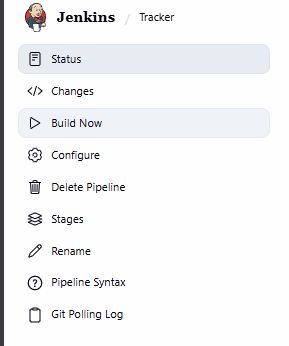 Jenkins / Tracker
Status
Changes
Build Now
Configure
Delete Pipeline
Stages
Rename
Pipeline Syntax
Git Polling Log